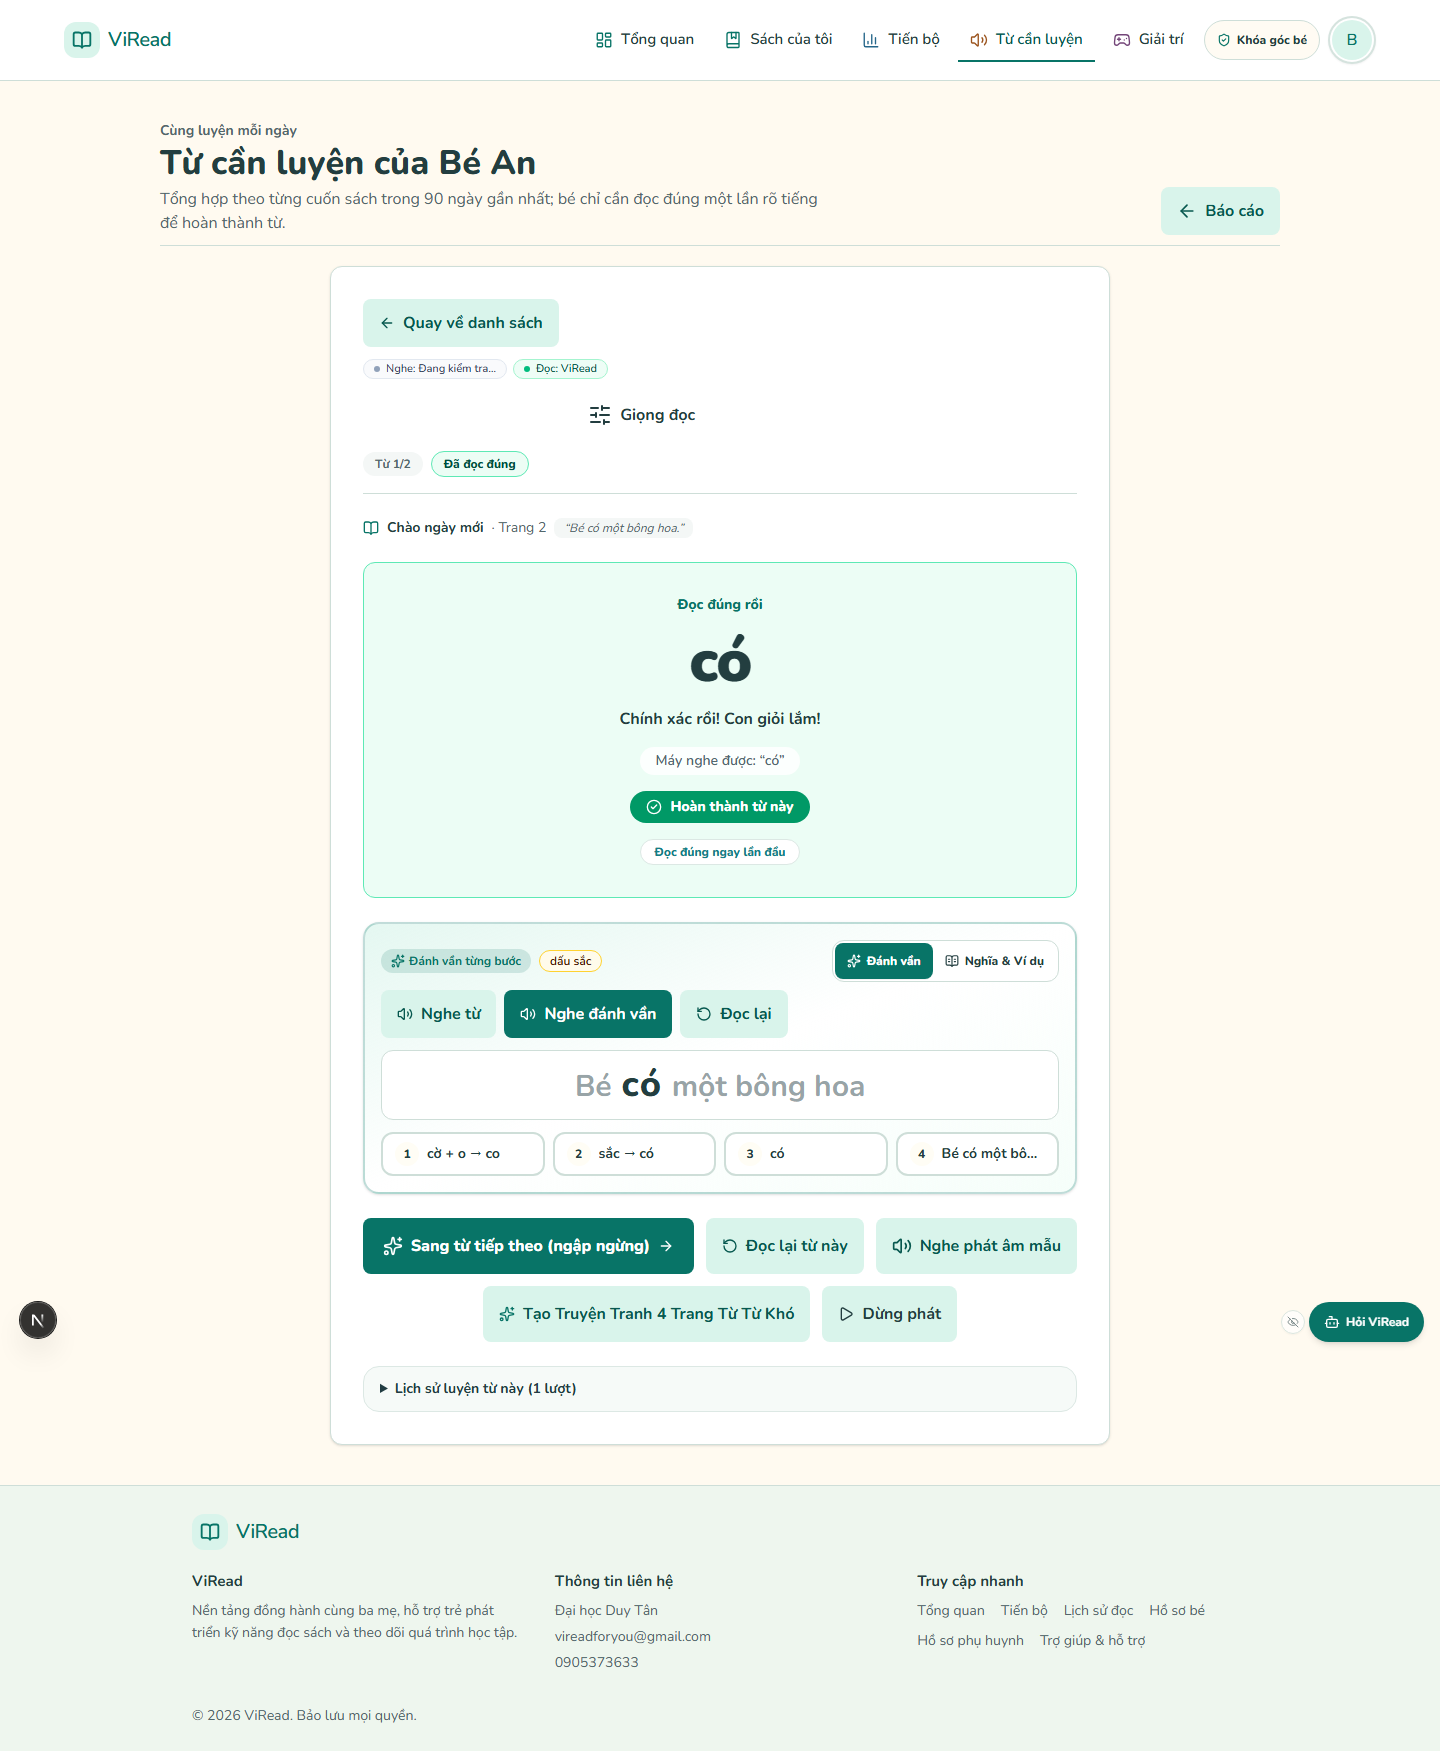 ViRead
Tổng quan
Sách của tôi
Tiến bộ
Từ cần luyện
Giải trí
Khóa góc bé
B
Cùng luyện mỗi ngày
Từ cần luyện của Bé An
Tổng hợp theo từng cuốn sách trong 90 ngày gần nhất; bé chỉ cần đọc đúng một lần rõ tiếng
để hoàn thành từ.
Báo cáo
Quay về danh sách
Nghe: Đang kiểm tra...
Đọc: ViRead
Giọng đọc
Từ 1/2
Đã đọc đúng
Chào ngày mới · Trang 2 “Bé có một bông hoa.”
Đọc đúng rồi
có
Chính xác rồi! Con giỏi lắm!
Máy nghe được: “có”
Hoàn thành từ này
Đọc đúng ngay lần đầu
Đánh vần từng bước
dấu sắc
Đánh vần
Nghĩa & Ví dụ
Nghe từ
Nghe đánh vần
Đọc lại
Bé có một bông hoa
1 cờ + o → co
2 sắc → có
3 có
4 Bé có một bô...
Sang từ tiếp theo (ngập ngừng) →
Đọc lại từ này
Nghe phát âm mẫu
Tạo Truyện Tranh 4 Trang Từ Từ Khó
Dừng phát
N
Hỏi ViRead
Lịch sử luyện từ này (1 lượt)
ViRead
ViRead
Nền tảng đồng hành cùng ba mẹ, hỗ trợ trẻ phát
triển kỹ năng đọc sách và theo dõi quá trình học tập.
Thông tin liên hệ
Đại học Duy Tân
vireadforyou@gmail.com
0905373633
Truy cập nhanh
Tổng quan Tiến bộ Lịch sử đọc Hồ sơ bé
Hồ sơ phụ huynh Trợ giúp & hỗ trợ
© 2026 ViRead. Bảo lưu mọi quyền.